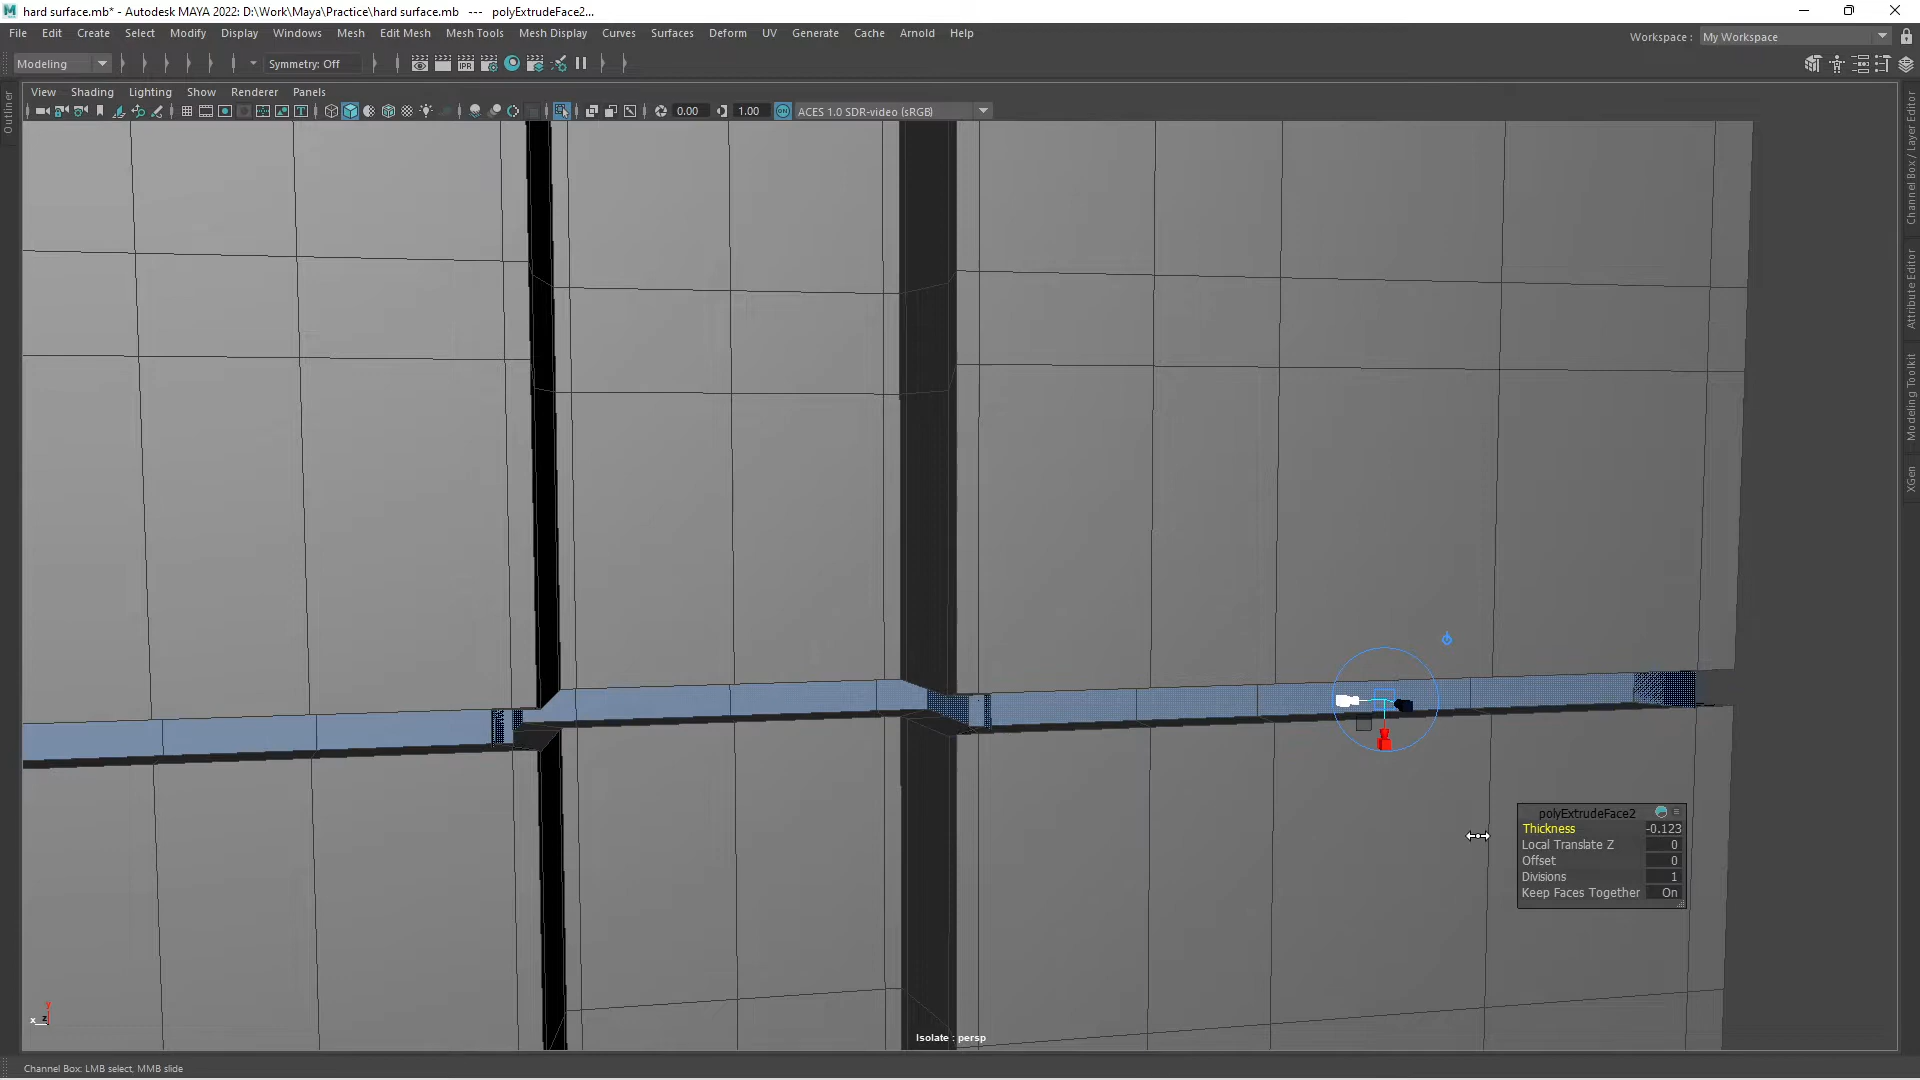 hard surface.mb* - Autodesk MAYA 2022: D:\Work\Maya\Practice\hard surface.mb --- polyExtrudeFace2...
File Edit Create Select Modify Display Windows Mesh Edit Mesh Mesh Tools Mesh Display Curves Surfaces Deform UV Generate Cache Arnold Help
Workspace : My Workspace
Modeling Symmetry: Off
IPR
View Shading Lighting Show Renderer Panels
0.00 1.00 ON ACES 1.0 SDR-video (sRGB)
Outliner
Channel Box / Layer Editor
Attribute Editor
Modeling Toolkit
XGen
polyExtrudeFace2
Thickness -0.123
Local Translate Z 0
Offset 0
Divisions 1
Keep Faces Together On
y
x z
Isolate : persp
Channel Box: LMB select, MMB slide